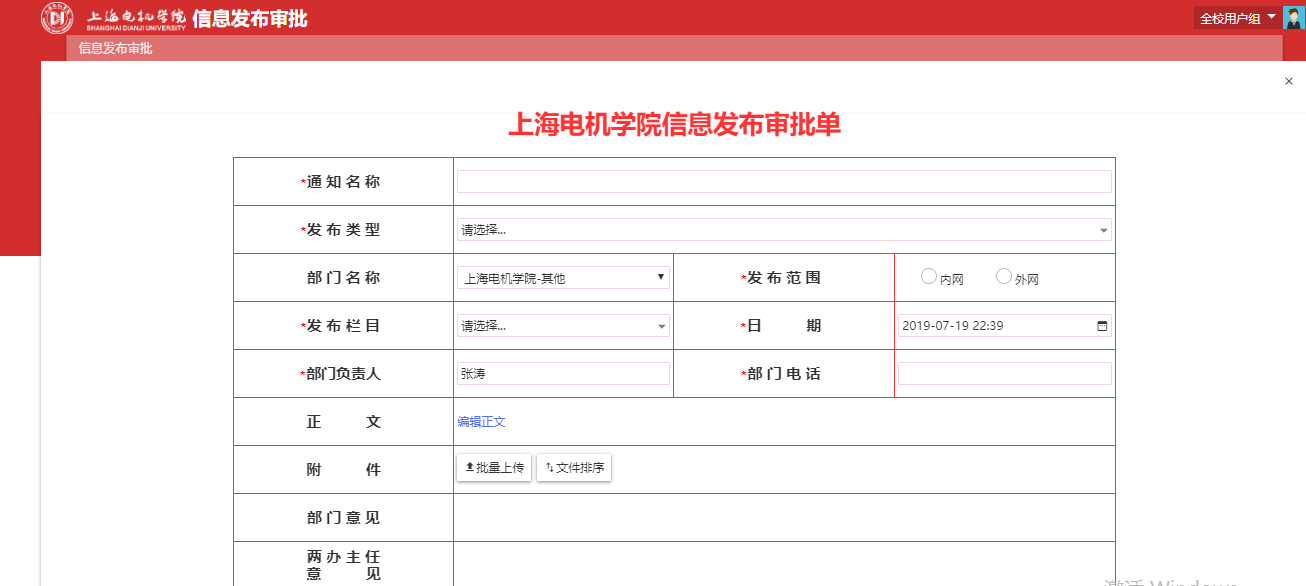 上海电机学院 信息发布审批
SHANGHAI DIANJI UNIVERSITY
全校用户组
信息发布审批
×
上海电机学院信息发布审批单
*通知名称
*发布类型 请选择...
部门名称 上海电机学院-其他 *发布范围 内网 外网
*发布栏目 请选择... *日 期 2019-07-19 22:39
*部门负责人 张涛 *部门电话
正 文 编辑正文
附 件 批量上传 文件排序
部门意见
两办主任
意 见
激活 Windows